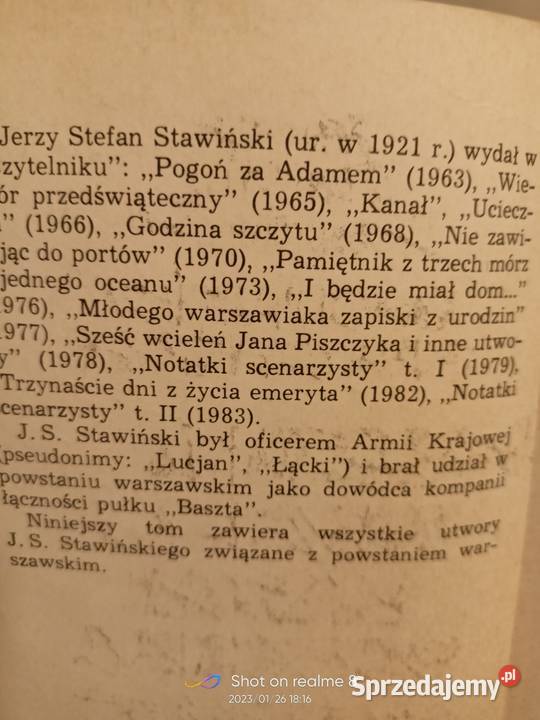 Jerzy Stefan Stawiński (ur. w 1921 r.) wydał w
zytelniku": „Pogoń za Adamem" (1963), „Wie-
ór przedświąteczny" (1965), „Kanał", „Uciecz-
" (1966), „Godzina szczytu" (1968), „Nie zawi-
jąc do portów" (1970), „Pamiętnik z trzech mórz
jednego oceanu" (1973), „I będzie miał dom..."
1976), „Młodego warszawiaka zapiski z urodzin"
1977), „Sześć wcieleń Jana Piszczyka i inne utwo-
y" (1978), „Notatki scenarzysty" t. I (1979),
Trzynaście dni z życia emeryta" (1982), „Notatki
cenarzysty" t. II (1983).
J. S. Stawiński był oficerem Armii Krajowej
(pseudonimy: „Lucjan", „Łącki") i brał udział w
powstaniu warszawskim jako dowódca kompanii
łączności pułku „Baszta".
Niniejszy tom zawiera wszystkie utwory
J. S. Stawińskiego związane z powstaniem war-
szawskim.
Shot on realme 8
2023/01/26 18:16
Sprzedajemy.pl